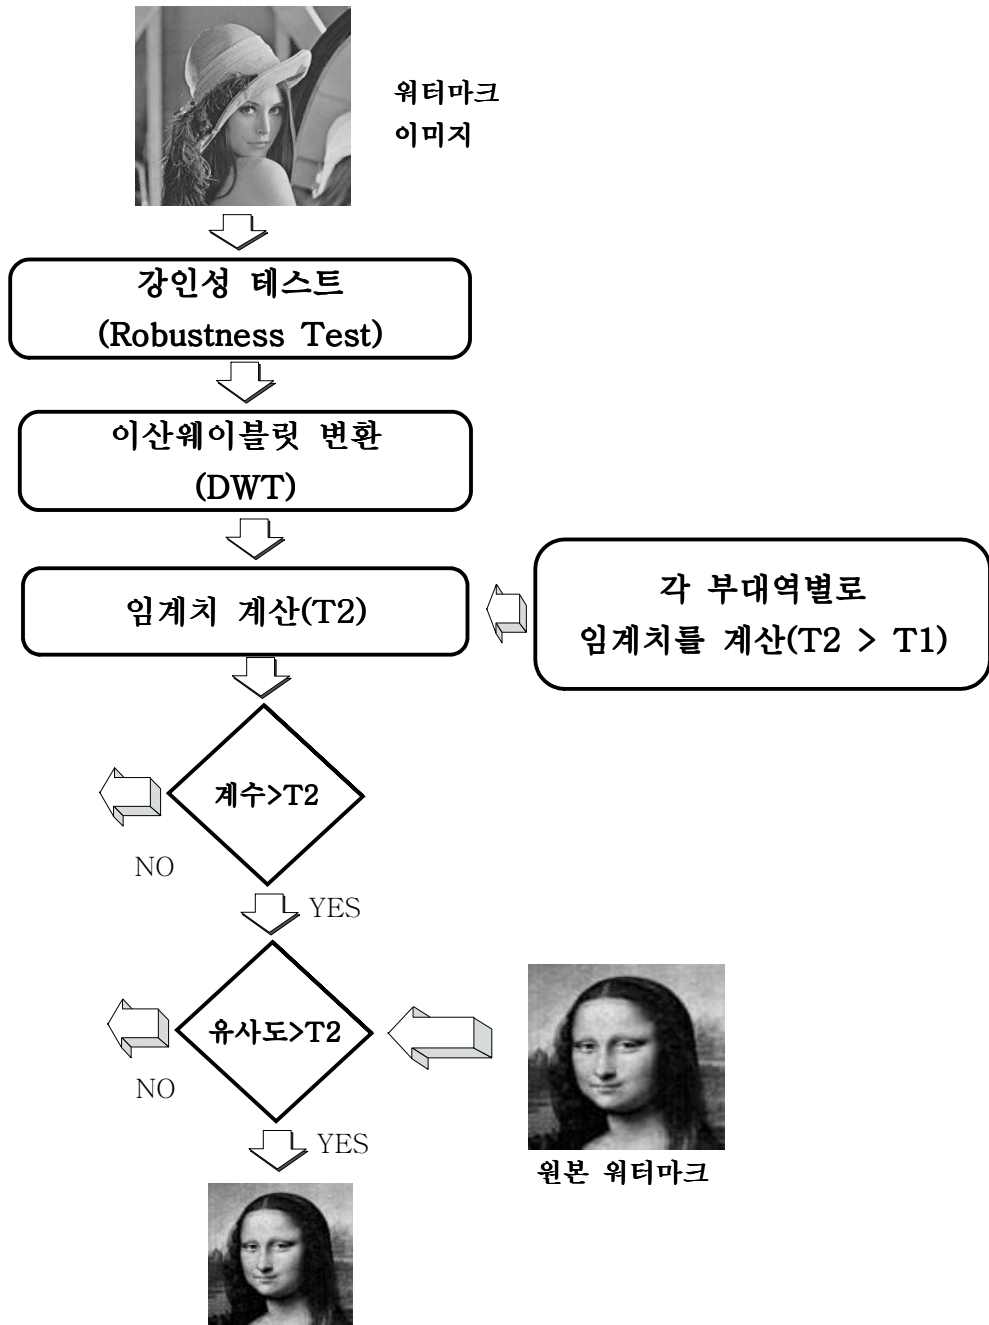 워터마크
이미지
강인성 테스트
(Robustness Test)
이산웨이블릿 변환
(DWT)
임계치 계산(T2)
각 부대역별로
임계치를 계산(T2 > T1)
계수>T2
NO
YES
유사도>T2
NO
YES
원본 워터마크